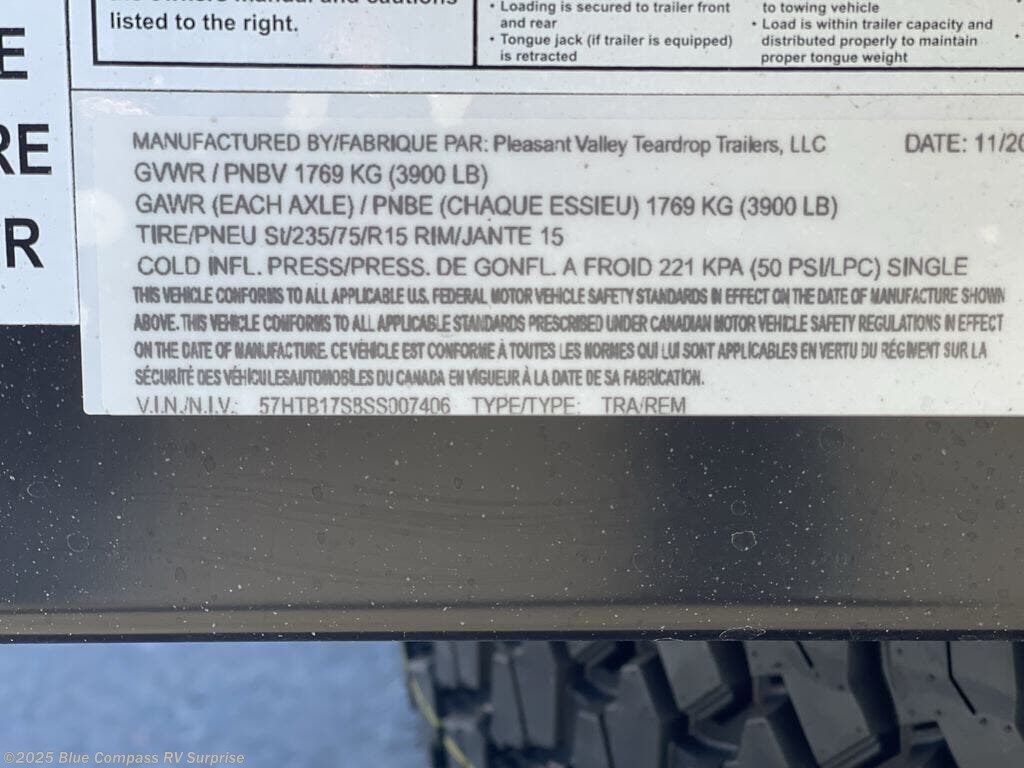 listed to the right.
• Loading is secured to trailer front
and rear
• Tongue jack (if trailer is equipped)
is retracted
to towing vehicle
• Load is within trailer capacity and
distributed properly to maintain
proper tongue weight
E
RE
R
MANUFACTURED BY/FABRIQUE PAR: Pleasant Valley Teardrop Trailers, LLC DATE: 11/20
GVWR / PNBV 1769 KG (3900 LB)
GAWR (EACH AXLE) / PNBE (CHAQUE ESSIEU) 1769 KG (3900 LB)
TIRE/PNEU St/235/75/R15 RIM/JANTE 15
COLD INFL. PRESS/PRESS. DE GONFL. A FROID 221 KPA (50 PSI/LPC) SINGLE
THIS VEHICLE CONFORMS TO ALL APPLICABLE U.S. FEDERAL MOTOR VEHICLE SAFETY STANDARDS IN EFFECT ON THE DATE OF MANUFACTURE SHOWN
ABOVE. THIS VEHICLE CONFORMS TO ALL APPLICABLE STANDARDS PRESCRIBED UNDER CANADIAN MOTOR VEHICLE SAFETY REGULATIONS IN EFFECT
ON THE DATE OF MANUFACTURE. CE VÉHICLE EST CONFORME À TOUTES LES NORMES QUI LUI SONT APPLICABLES EN VERTU DU RÉGIMENT SUR LA
SÉCURITÉ DES VÉHICULESAUTOMOBILES DU CANADA EN VIGUEUR À LA DATE DE SA FABRICATION.
V.I.N./N.I.V.: 57HTB17S8SS007406 TYPE/TYPE: TRA/REM
©2025 Blue Compass RV Surprise